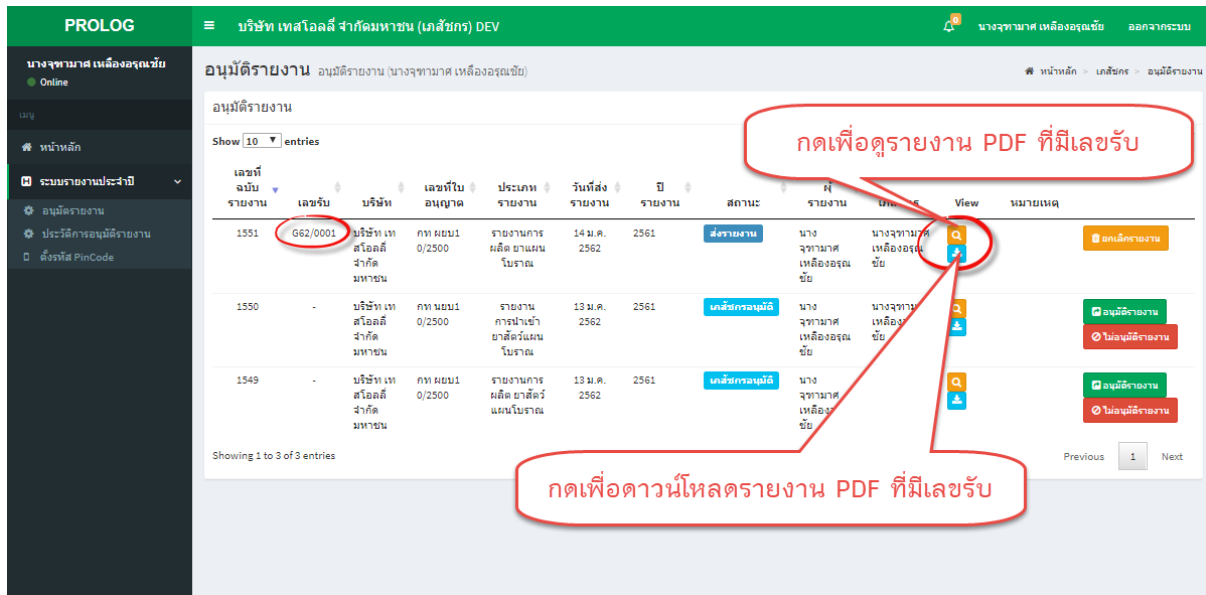 PROLOG
บริษัท เทสโอลลี่ จำกัดมหาชน (เภสัชกร) DEV
0
นางจุฑามาศ เหลืองอรุณชัย
ออกจากระบบ
นางจุฑามาศ เหลืองอรุณชัย
Online
เมนู
หน้าหลัก
ระบบรายงานประจำปี
อนุมัติรายงาน
ประวัติการอนุมัติรายงาน
ตั้งรหัส PinCode
อนุมัติรายงาน อนุมัติรายงาน (นางจุฑามาศ เหลืองอรุณชัย)
หน้าหลัก > เภสัชกร > อนุมัติรายงาน
อนุมัติรายงาน
Show 10 entries
กดเพื่อดูรายงาน PDF ที่มีเลขรับ
เลขที่
ฉบับ
รายงาน
เลขรับ
บริษัท
เลขที่ใบ
อนุญาต
ประเภท
รายงาน
วันที่ส่ง
รายงาน
ปี
รายงาน
สถานะ
ผู้
รายงาน
View
หมายเหตุ
1551
G62/0001
บริษัท เท
สโอลลี่
จำกัด
มหาชน
กท ผยบ1
0/2500
รายงานการ
ผลิต ยาแผน
โบราณ
14 ม.ค.
2562
2561
ส่งรายงาน
นาง
จุฑามาศ
เหลืองอรุณ
ชัย
นางจุฑามาศ
เหลืองอรุณ
ชัย
ยกเลิกรายงาน
1550
-
บริษัท เท
สโอลลี่
จำกัด
มหาชน
กท นยบ1
0/2500
รายงาน
การนำเข้า
ยาสัตว์แผน
โบราณ
13 ม.ค.
2562
2561
เภสัชกรอนุมัติ
นาง
จุฑามาศ
เหลืองอรุณ
ชัย
ชัย
อนุมัติรายงาน
ไม่อนุมัติรายงาน
1549
-
บริษัท เท
สโอลลี่
จำกัด
มหาชน
กท ผยบ1
0/2500
รายงานการ
ผลิต ยาสัตว์
แผนโบราณ
13 ม.ค.
2562
2561
เภสัชกรอนุมัติ
นาง
จุฑามาศ
ชัย
อนุมัติรายงาน
ไม่อนุมัติรายงาน
Showing 1 to 3 of 3 entries
Previous 1 Next
กดเพื่อดาวน์โหลดรายงาน PDF ที่มีเลขรับ